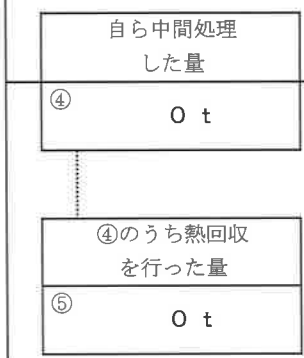 自ら中間処理
した量
④
0 t
④のうち熱回収
を行った量
⑤
0 t